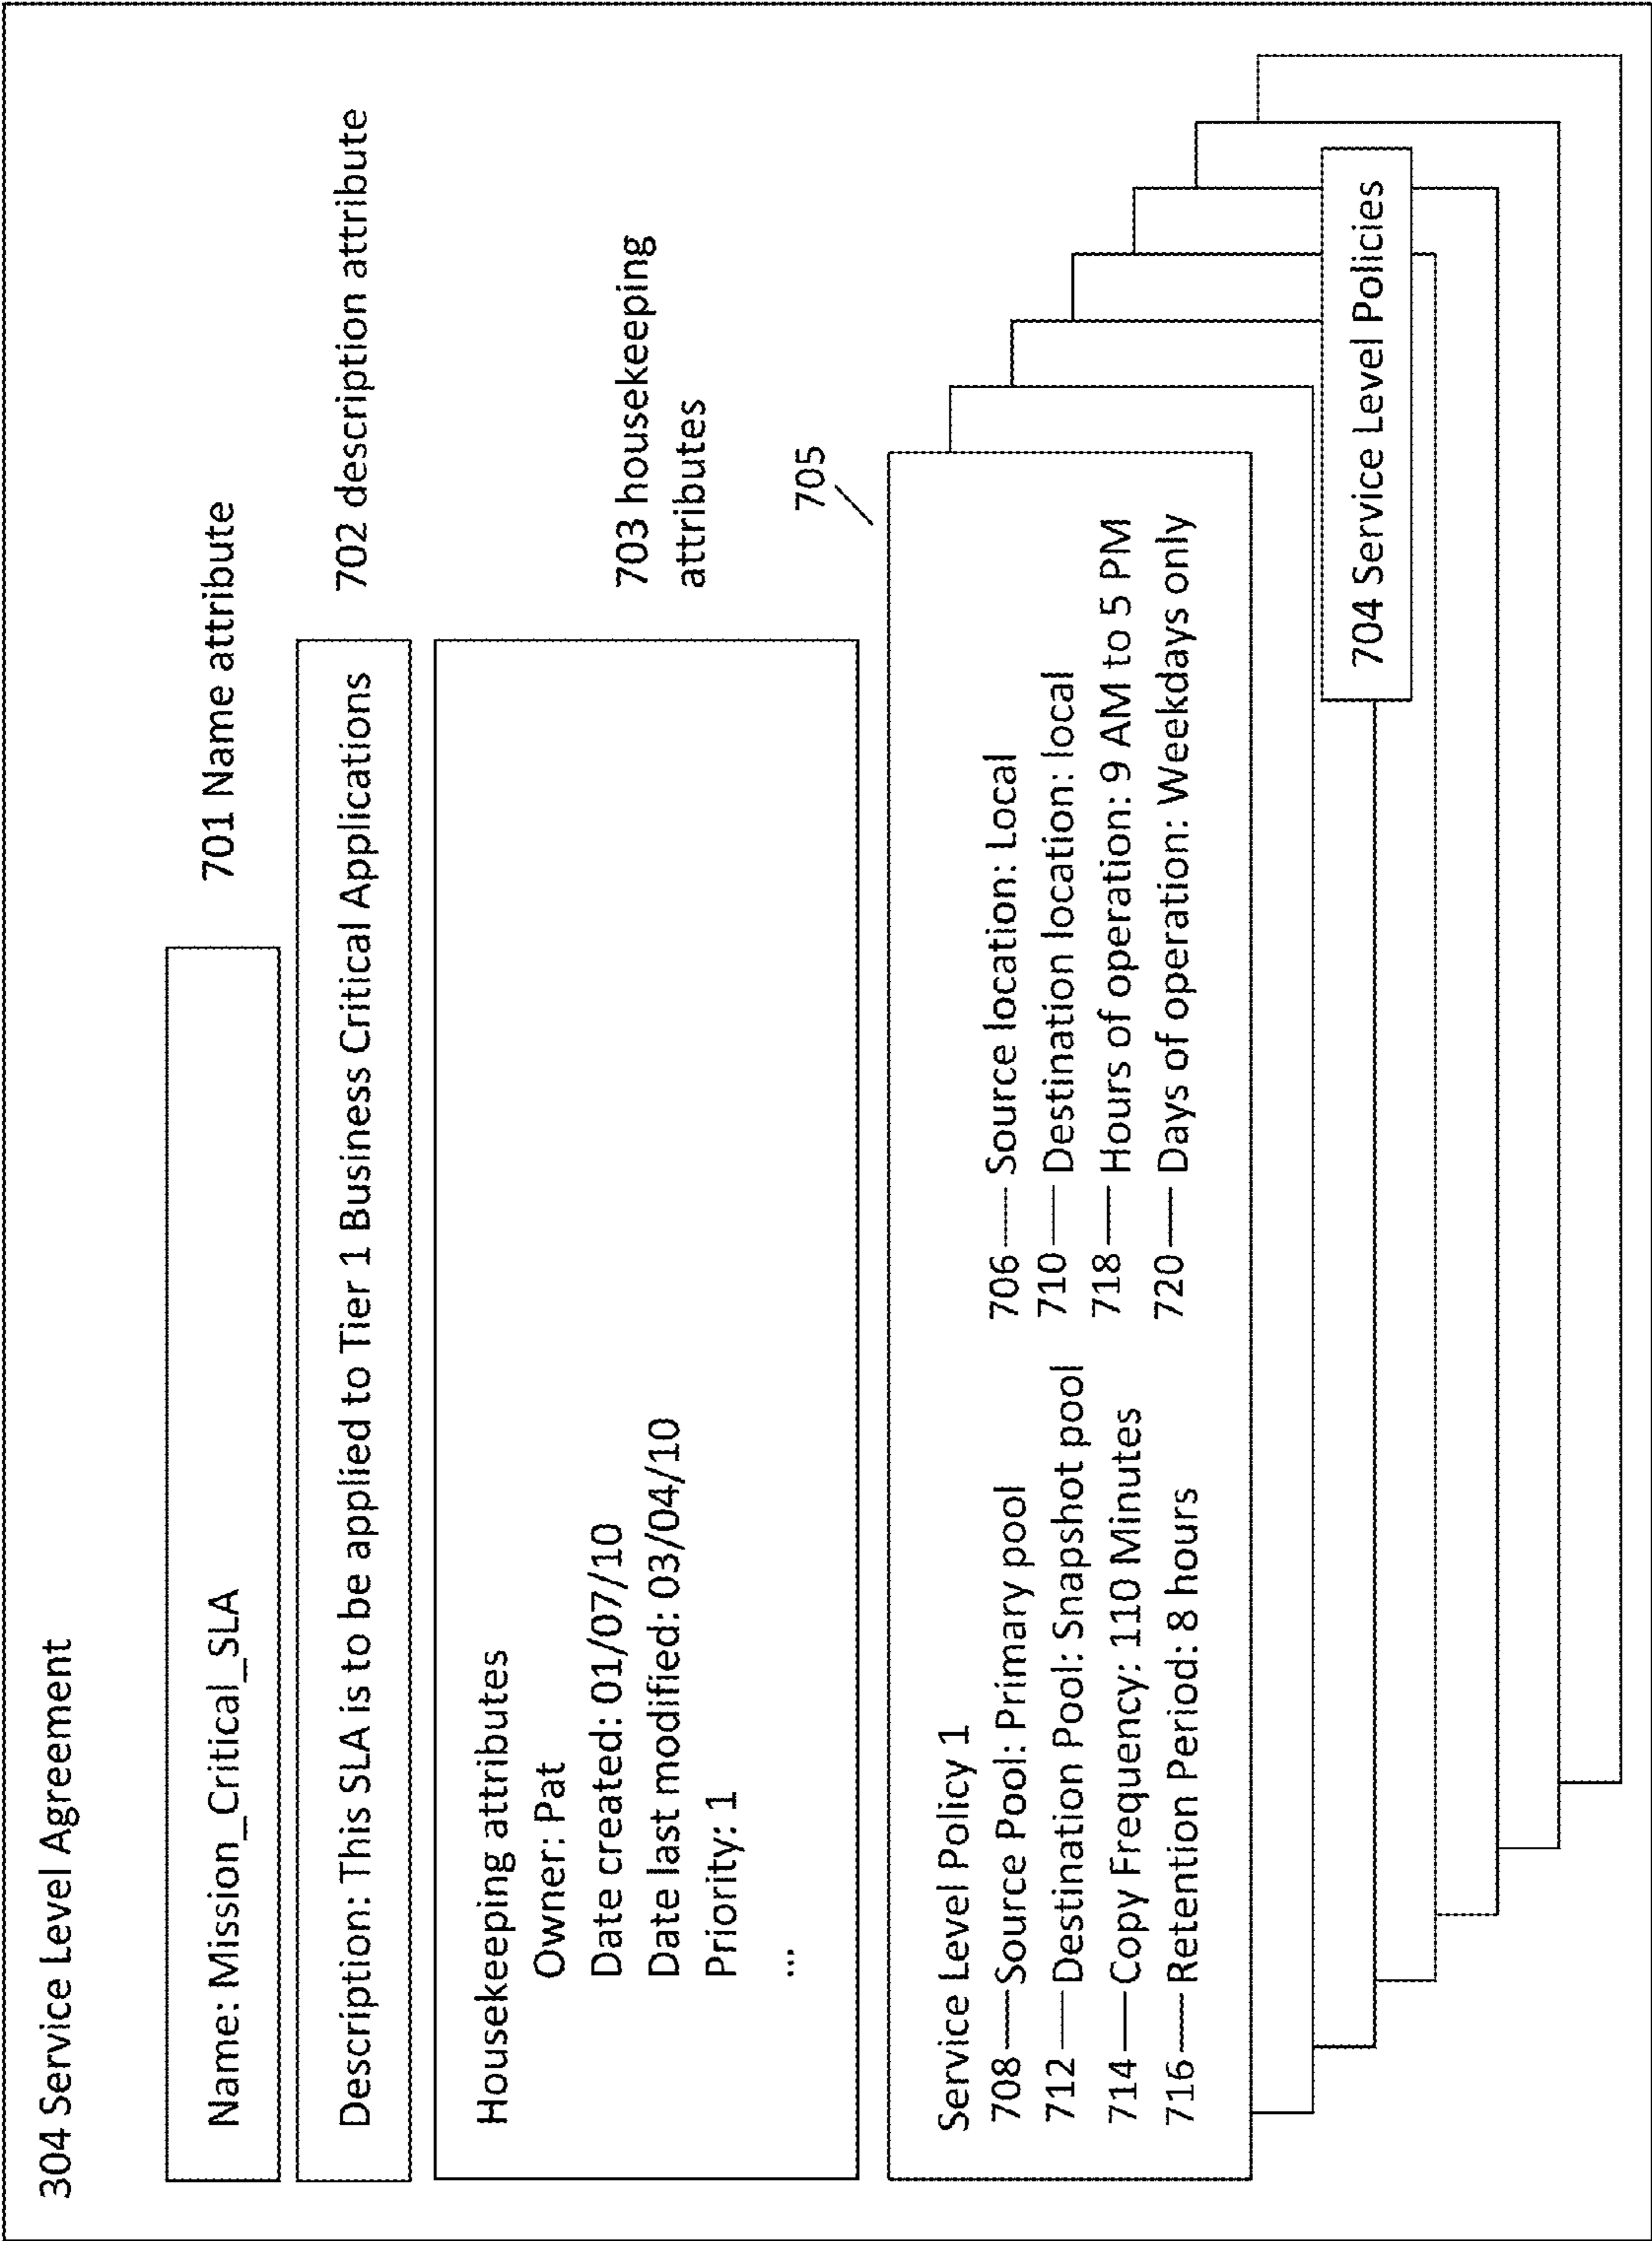 304 Service Level Agreement
Name: Mission_Critical_SLA
701 Name attribute
Description: This SLA is to be applied to Tier 1 Business Critical Applications
702 description attribute
Housekeeping attributes
Owner: Pat
Date created: 01/07/10
Date last modified: 03/04/10
Priority: 1
...
703 housekeeping
attributes
705
Service Level Policy 1
708 Source Pool: Primary pool
712 Destination Pool: Snapshot pool
714 Copy Frequency: 110 Minutes
716 Retention Period: 8 hours
706 Source location: Local
710 Destination location: local
718 Hours of operation: 9 AM to 5 PM
720 Days of operation: Weekdays only
704 Service Level Policies